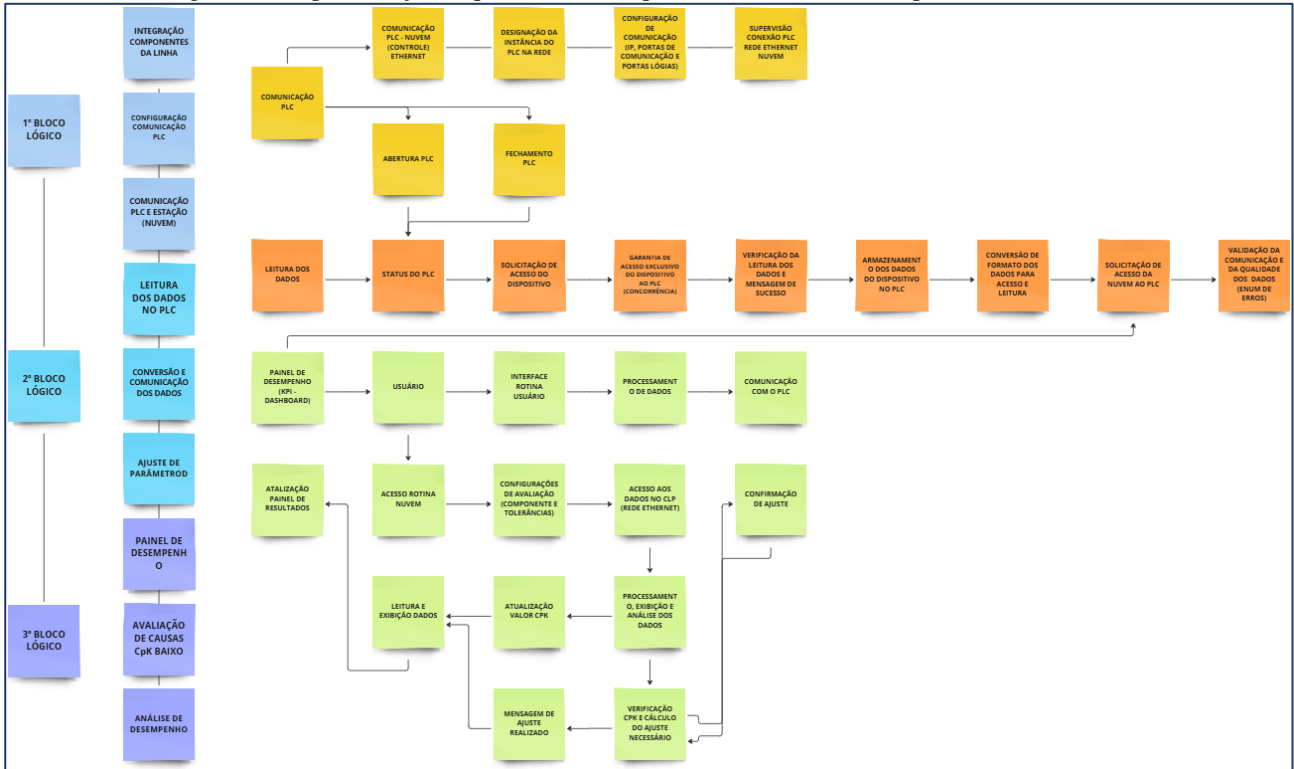 INTEGRAÇÃO
COMPONENTES
DA LINHA
COMUNICAÇÃO
PLC - NUVEM
(CONTROLE)
ETHERNET
DESIGNAÇÃO DA
INSTÂNCIA DO
PLC NA REDE
CONFIGURAÇÃO
DE
COMUNICAÇÃO
(IP, PORTAS DE
COMUNICAÇÃO E
PORTAS LÓGIAS)
SUPERVISÃO
CONEXÃO PLC
REDE ETHERNET
NUVEM
1° BLOCO
LÓGICO
CONFIGURAÇÃO
COMUNICAÇÃO
PLC
COMUNICAÇÃO
PLC
ABERTURA PLC
FECHAMENTO
PLC
COMUNICAÇÃO
PLC E ESTAÇÃO
(NUVEM)
LEITURA
DOS DADOS
NO PLC
LEITURA DOS
DADOS
STATUS DO PLC
SOLICITAÇÃO DE
ACESSO DO
DISPOSITIVO
GARANTIA DE
ACESSO EXCLUSIVO
DO DISPOSITIVO
AO PLC
(CONCORRÊNCIA)
VERIFICAÇÃO DA
LEITURA DOS
DADOS E
MENSAGEM DE
SUCESSO
ARMAZENAMENT
O DOS DADOS
DO DISPOSITIVO
NO PLC
CONVERSÃO DE
FORMATO DOS
DADOS PARA
ACESSO E
LEITURA
SOLICITAÇÃO DE
ACESSO DA
NUVEM AO PLC
VALIDAÇÃO DA
COMUNICAÇÃO E
DA QUALIDADE
DOS DADOS
(ENUM DE
ERROS)
2° BLOCO
LÓGICO
CONVERSÃO E
COMUNICAÇÃO
DOS DADOS
PAINEL DE
DESEMPENHO
(KPI -
DASHBOARD)
USUÁRIO
INTERFACE
ROTINA
USUÁRIO
PROCESSAMENT
O DE DADOS
COMUNICAÇÃO
COM O PLC
AJUSTE DE
PARÂMETROD
ATALIZAÇÃO
PAINEL DE
RESULTADOS
ACESSO ROTINA
NUVEM
CONFIGURAÇÕES
DE AVALIAÇÃO
(COMPONENTE E
TOLERÂNCIAS)
ACESSO AOS
DADOS NO CLP
(REDE ETHERNET)
CONFIRMAÇÃO
DE AJUSTE
PAINEL DE
DESEMPENH
O
3° BLOCO
LÓGICO
AVALIAÇÃO
DE CAUSAS
CpK BAIXO
LEITURA E
EXIBIÇÃO DADOS
ATUALIZAÇÃO
VALOR CPK
PROCESSAMENT
O, EXIBIÇÃO E
ANÁLISE DOS
DADOS
ANÁLISE DE
DESEMPENHO
MENSAGEM DE
AJUSTE
REALIZADO
VERIFICAÇÃO
CPK E CÁLCULO
DO AJUSTE
NECESSÁRIO